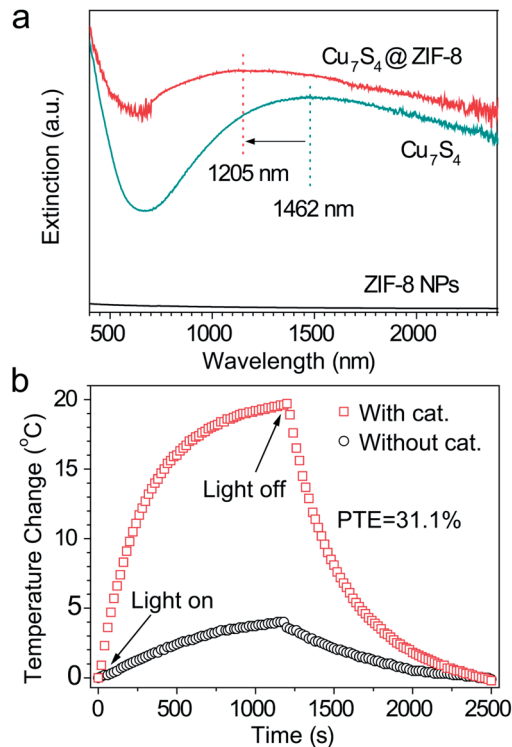 a
Cu₇S₄@ ZIF-8
Cu₇S₄
1205 nm
1462 nm
ZIF-8 NPs
Extinction (a.u.)
500 1000 1500 2000
Wavelength (nm)
b
20
15
10
5
0
With cat.
Without cat.
Light off
PTE=31.1%
Light on
Temperature Change (°C)
0 500 1000 1500 2000 2500
Time (s)